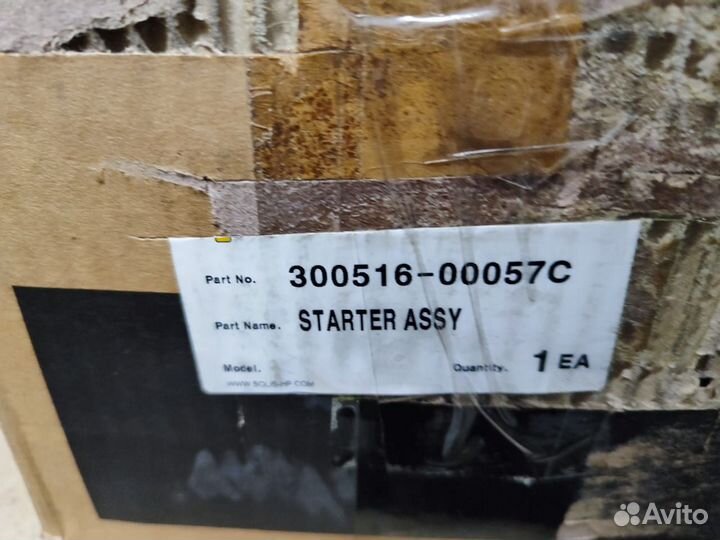 Part No. 300516-00057C
Part Name. STARTER ASSY
Model. Quantity. 1 EA
WWW.SOLIS-HP.COM
Avito